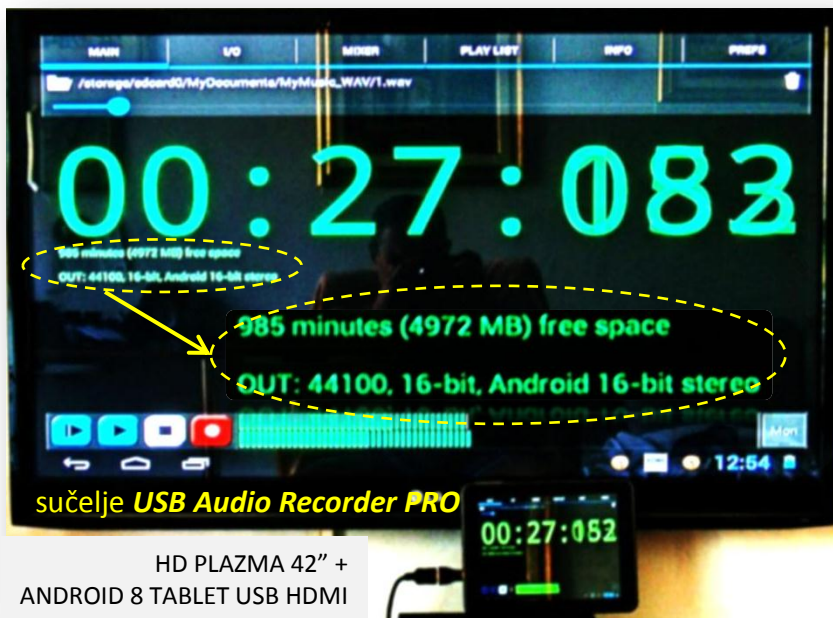 MAIN I/O MIXER PLAY LIST INFO PREFS
/storage/sdcard0/MyDocuments/MyMusic_WAV/1.wav
00:27:
985 minutes (4972 MB) free space
OUT: 44100, 16-bit, Android 16-bit stereo
985 minutes (4972 MB) free space
OUT: 44100, 16-bit, Android 16-bit stereo
Mon
12:54
sučelje USB Audio Recorder PRO
00:27:
HD PLAZMA 42” +
ANDROID 8 TABLET USB HDMI